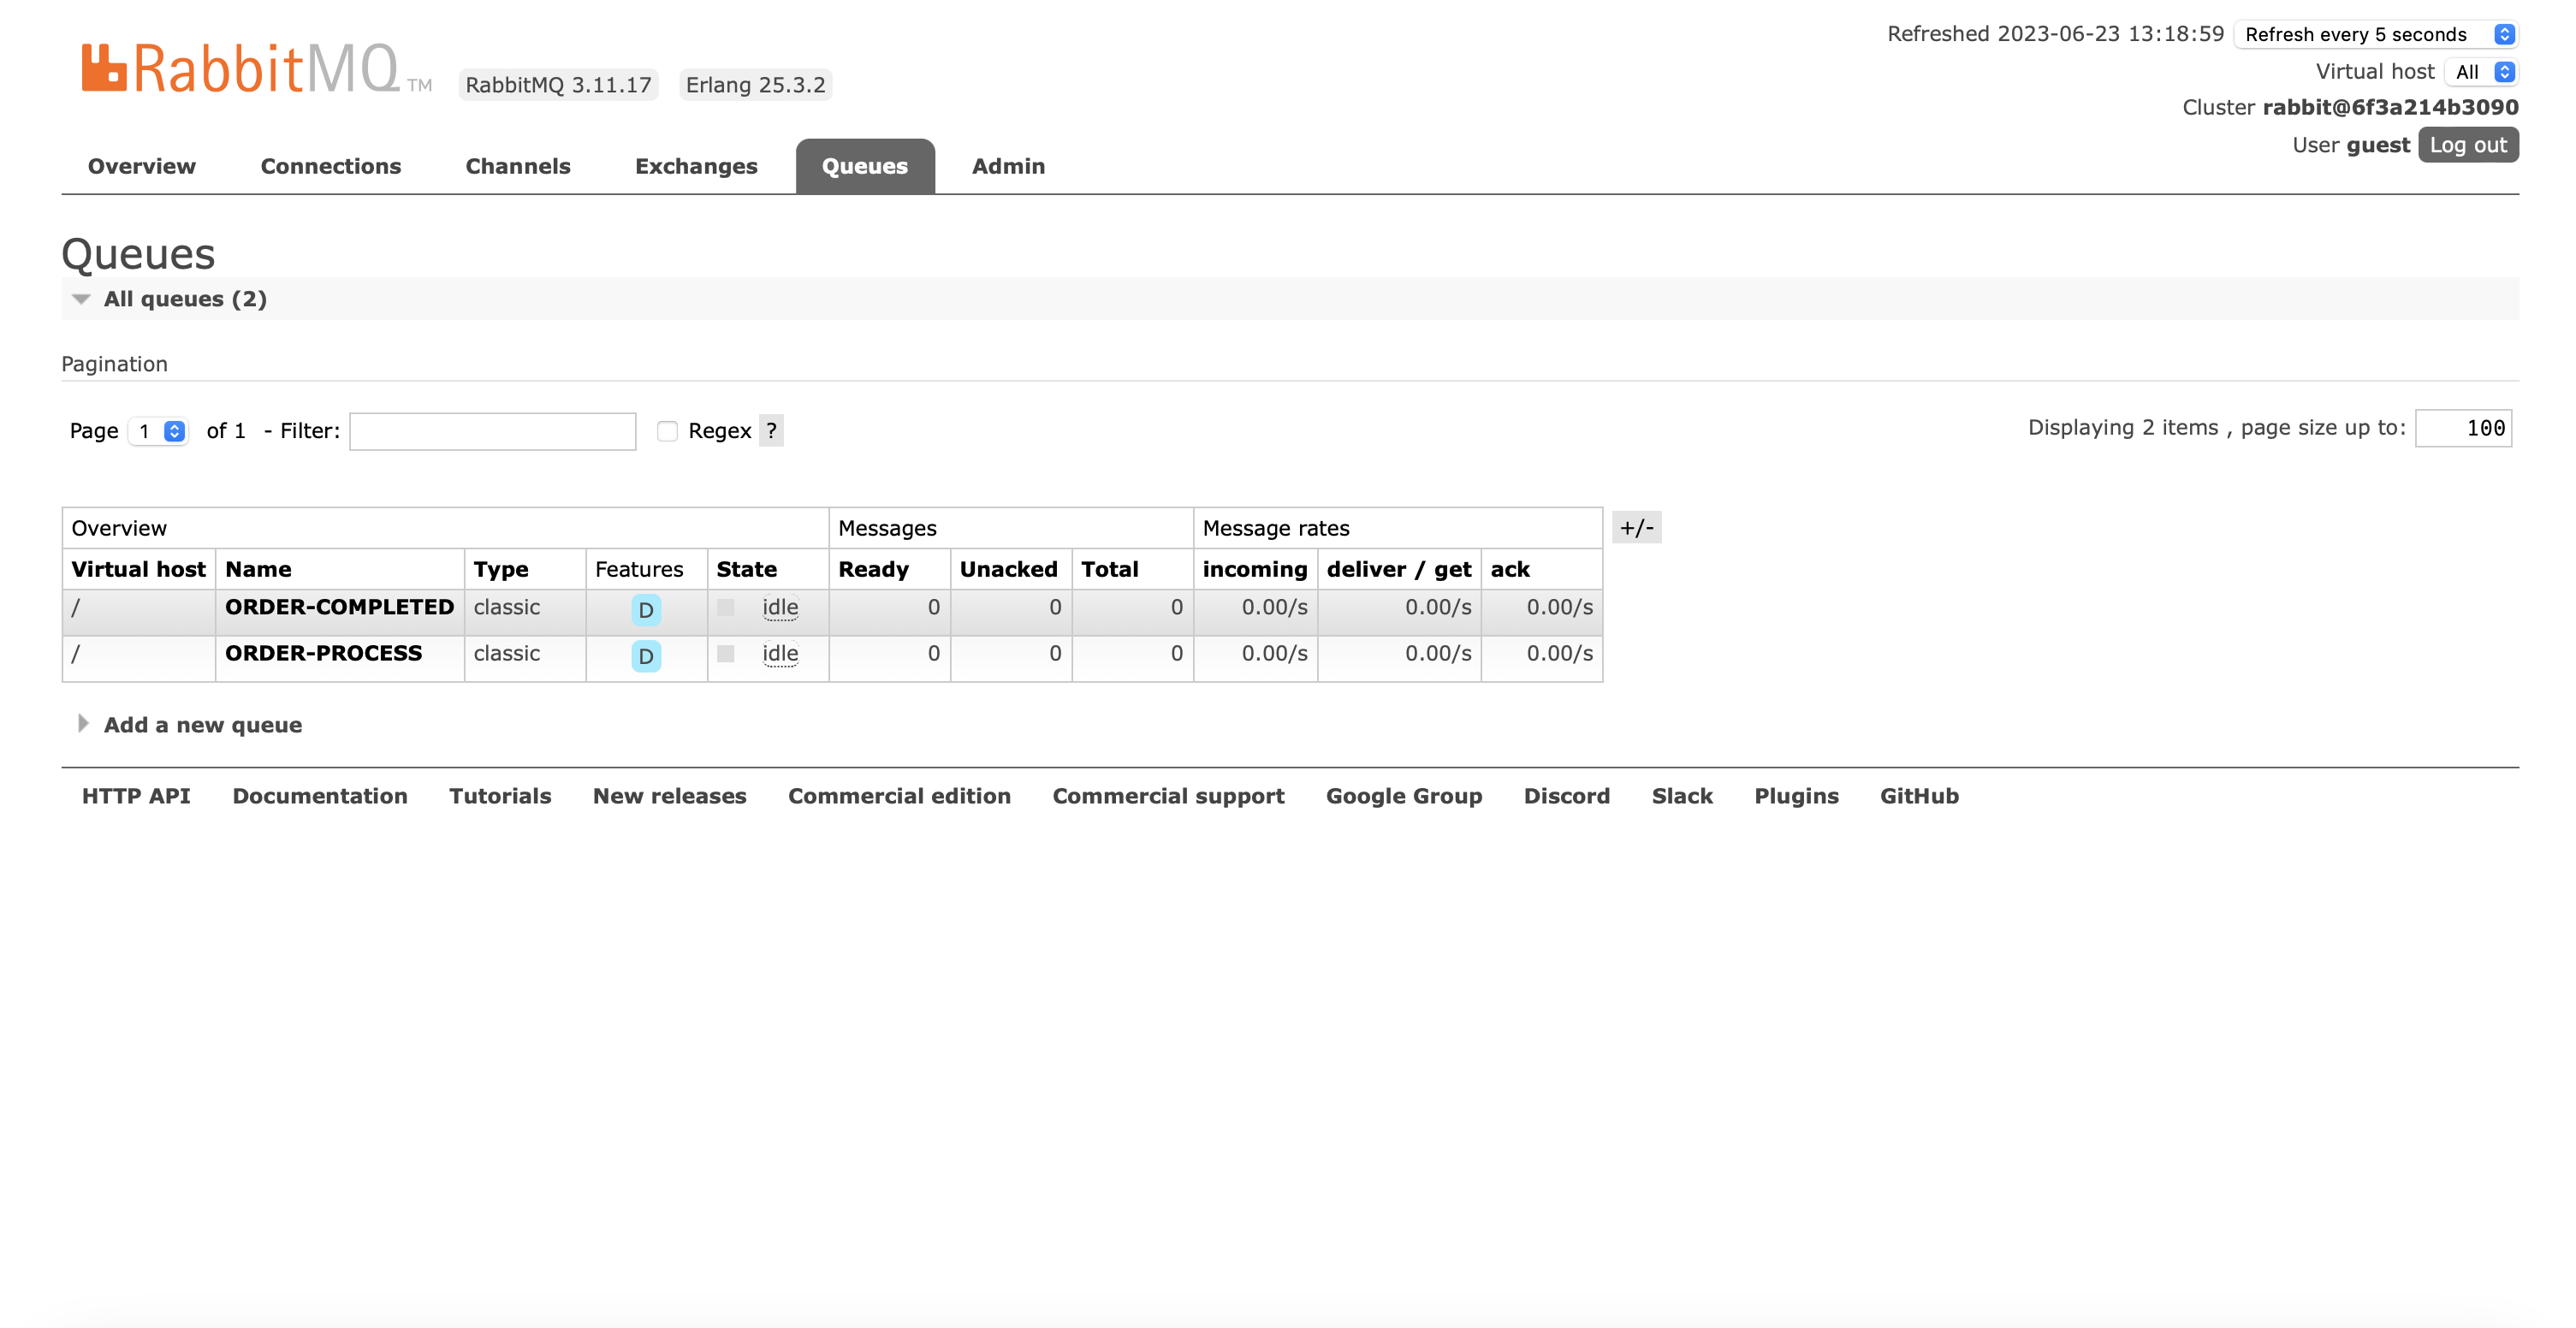 RabbitMQ TM RabbitMQ 3.11.17 Erlang 25.3.2
Refreshed 2023-06-23 13:18:59 Refresh every 5 seconds
Virtual host All
Cluster rabbit@6f3a214b3090
User guest Log out
Overview Connections Channels Exchanges Queues Admin
Queues
All queues (2)
Pagination
Page 1 of 1 - Filter: Regex ? Displaying 2 items , page size up to: 100
Overview Messages Message rates +/-
Virtual host Name Type Features State Ready Unacked Total incoming deliver / get ack
/ ORDER-COMPLETED classic D idle 0 0 0 0.00/s 0.00/s 0.00/s
/ ORDER-PROCESS classic D idle 0 0 0 0.00/s 0.00/s 0.00/s
Add a new queue
HTTP API Documentation Tutorials New releases Commercial edition Commercial support Google Group Discord Slack Plugins GitHub